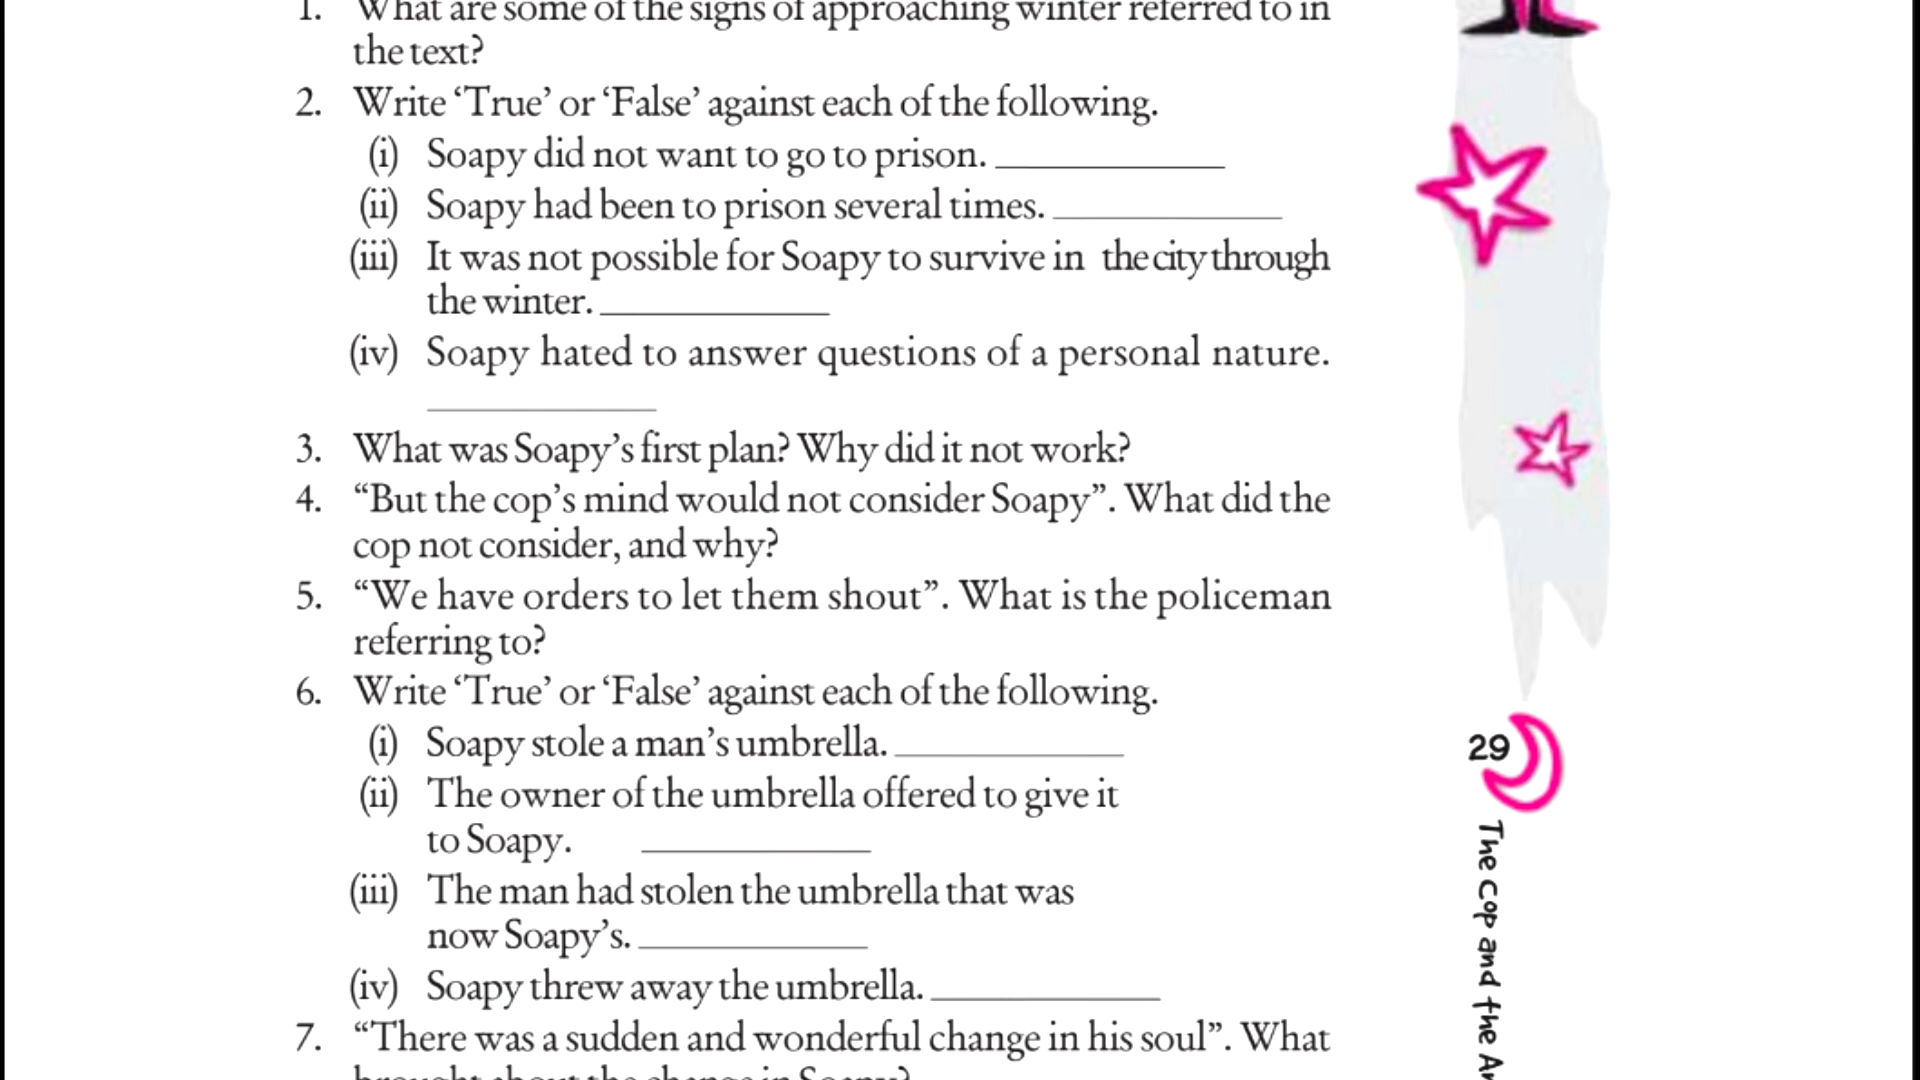 1. What are some of the signs of approaching winter referred to in
the text?
2. Write ‘True’ or ‘False’ against each of the following.
(i) Soapy did not want to go to prison.
(ii) Soapy had been to prison several times.
(iii) It was not possible for Soapy to survive in the city through
the winter.
(iv) Soapy hated to answer questions of a personal nature.
3. What was Soapy’s first plan? Why did it not work?
4. “But the cop’s mind would not consider Soapy”. What did the
cop not consider, and why?
5. “We have orders to let them shout”. What is the policeman
referring to?
6. Write ‘True’ or ‘False’ against each of the following.
(i) Soapy stole a man’s umbrella.
(ii) The owner of the umbrella offered to give it
to Soapy.
(iii) The man had stolen the umbrella that was
now Soapy’s.
(iv) Soapy threw away the umbrella.
7. “There was a sudden and wonderful change in his soul”. What
brought about the change in Soapy?
29
The Cop and the